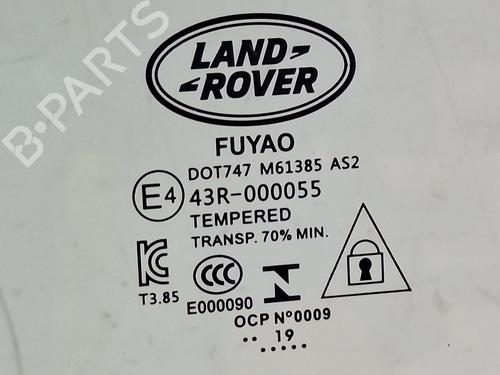 B-PARTS
LAND-
ROVER
FUYAO
DOT747 M61385 AS2
E4 43R-000055
TEMPERED
TRANSP. 70% MIN.
T3.85
E000090
OCP Nº0009
.. 19
.....